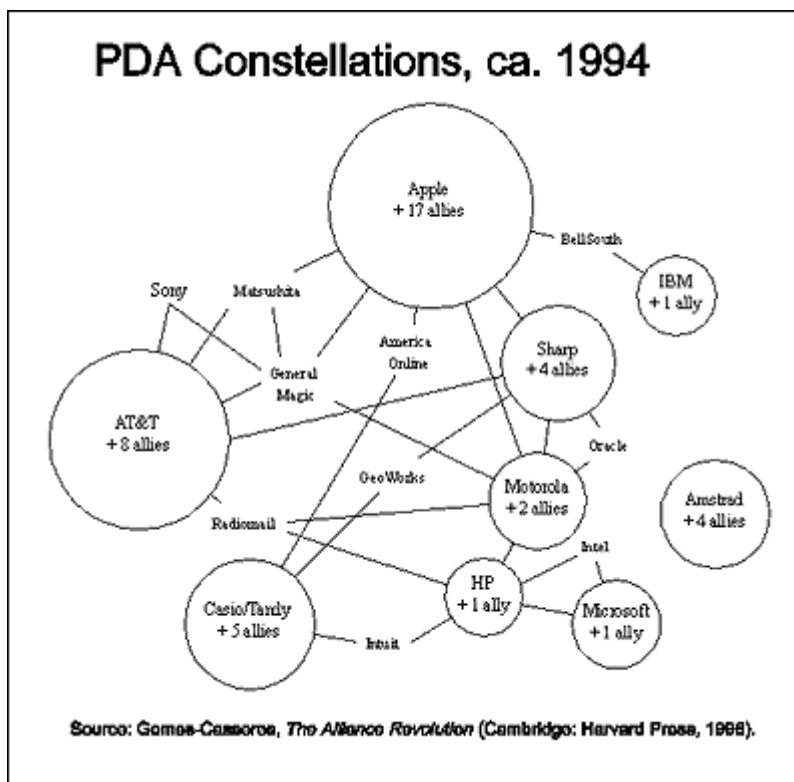 PDA Constellations, ca. 1994
Apple
+ 17 allies
BellSouth
IBM
+ 1 ally
Sony
Matsushita
America
Online
Sharp
+ 4 allies
General
Magic
AT&T
+ 8 allies
Oracle
GeoWorks
Motorola
+ 2 allies
Amstrad
+ 4 allies
Radiomail
Intel
HP
+ 1 ally
Casio/Tandy
+ 5 allies
Microsoft
+ 1 ally
Intuit
Source: Gomes-Casseres, The Alliance Revolution (Cambridge: Harvard Press, 1996).